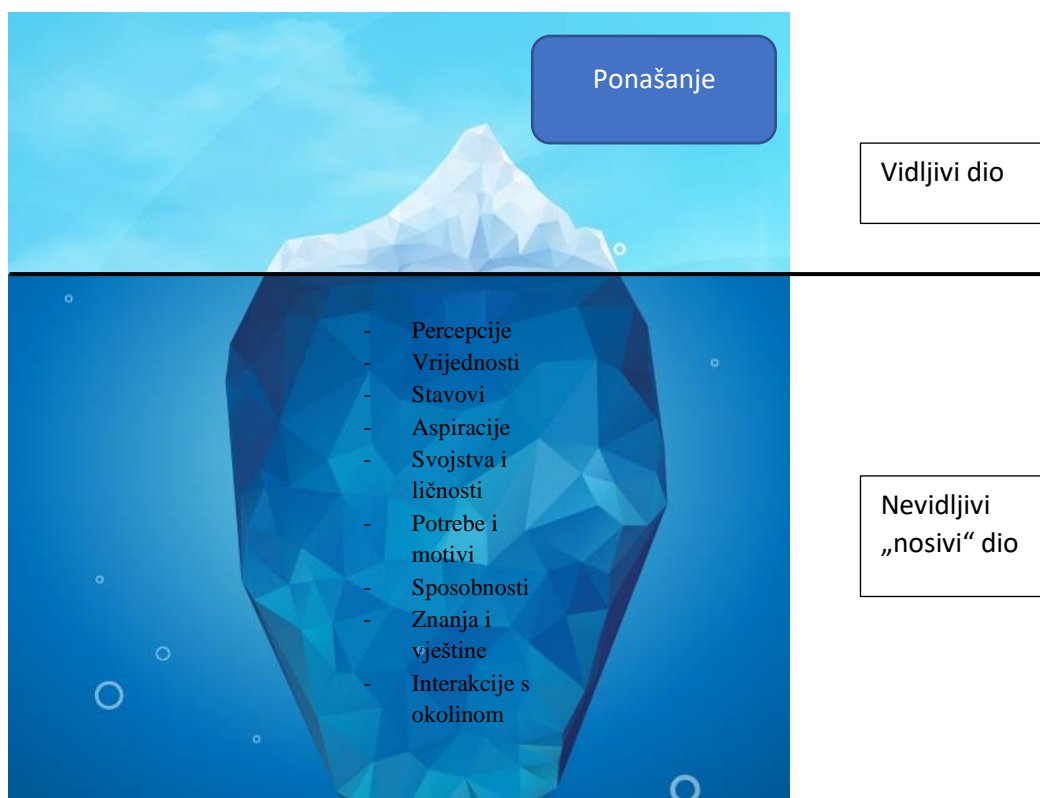 Ponašanje
Vidljivi dio
- Percepcije
- Vrijednosti
- Stavovi
- Aspiracije
- Svojstva i
ličnosti
- Potrebe i
motivi
- Sposobnosti
- Znanja i
vještine
- Interakcije s
okolinom
Nevidljivi
„nosivi“ dio